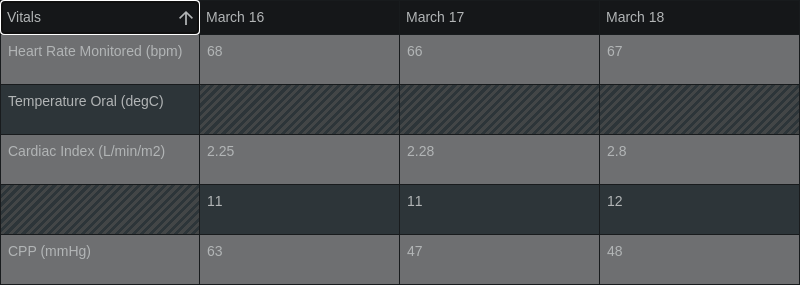 Vitals March 16 March 17 March 18
Heart Rate Monitored (bpm) 68 66 67
Temperature Oral (degC)
Cardiac Index (L/min/m2) 2.25 2.28 2.8
11 11 12
CPP (mmHg) 63 47 48